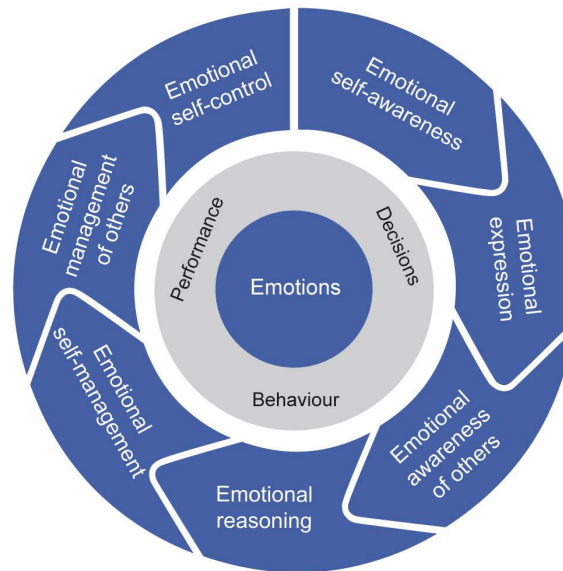 Emotional
self-control
Emotional
self-awareness
Emotional
expression
Emotional
awareness
of others
Emotional
reasoning
Emotional
self-management
Emotional
management
of others
Performance
Decisions
Behaviour
Emotions